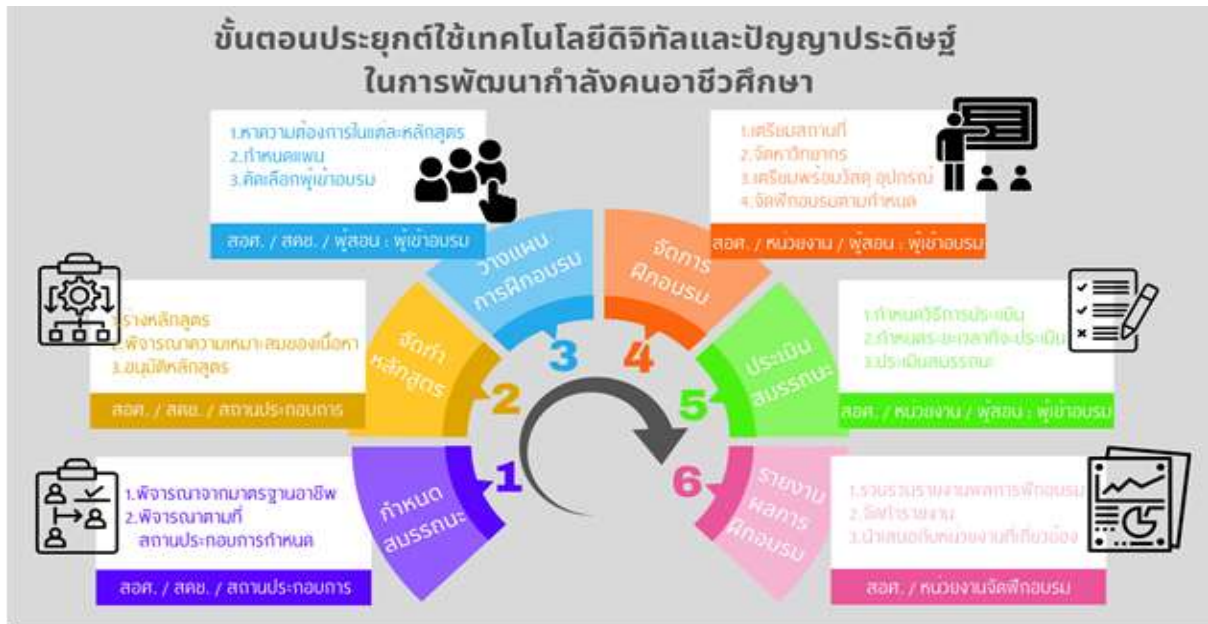 ขั้นตอนประยุกต์ใช้เทคโนโลยีดิจิทัลและปัญญาประดิษฐ์
ในการพัฒนากำลังคนอาชีวศึกษา
1
กำหนด
สมรรถนะ
1.พิจารณาจากมาตรฐานอาชีพ
2.พิจารณาตามที่
สถานประกอบการกำหนด
สอศ. / สคช. / สถานประกอบการ
2
จัดทำ
หลักสูตร
1.ร่างหลักสูตร
2.พิจารณาความเหมาะสมของเนื้อหา
3.อนุมัติหลักสูตร
สอศ. / สคช. / สถานประกอบการ
3
วางแผน
การฝึกอบรม
1.หาความต้องการในแต่ละหลักสูตร
2.กำหนดแผน
3.คัดเลือกผู้เข้าอบรม
สอศ. / สคช. / ผู้สอน : ผู้เข้าอบรม
4
จัดการ
ฝึกอบรม
1.เตรียมสถานที่
2.จัดหาวิทยากร
3.เตรียมพร้อมวัสดุ อุปกรณ์
4.จัดฝึกอบรมตามกำหนด
สอศ. / หน่วยงาน / ผู้สอน : ผู้เข้าอบรม
5
ประเมิน
สมรรถนะ
1.กำหนดวิธีการประเมิน
2.กำหนดระยะเวลาที่จะประเมิน
3.ประเมินสมรรถนะ
สอศ. / หน่วยงาน / ผู้สอน : ผู้เข้าอบรม
6
รายงาน
ผลการ
ฝึกอบรม
1.รวบรวมรายงานผลการฝึกอบรม
2.จัดทำรายงาน
3.นำเสนอกับหน่วยงานที่เกี่ยวข้อง
สอศ. / หน่วยงานจัดฝึกอบรม